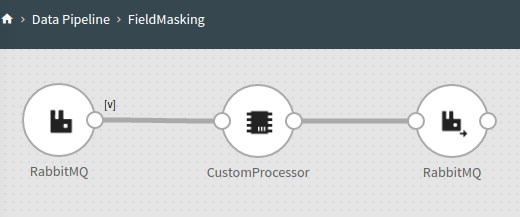 Data Pipeline > FieldMasking
[v]
RabbitMQ
CustomProcessor
RabbitMQ